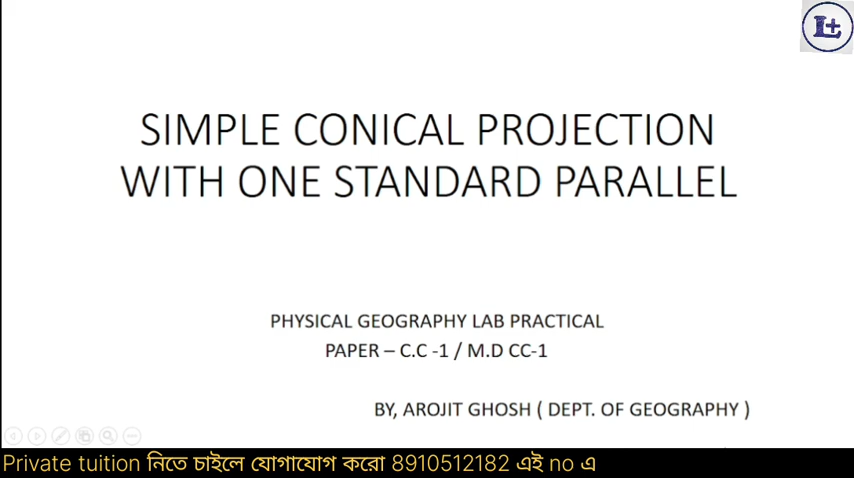 L+
SIMPLE CONICAL PROJECTION
WITH ONE STANDARD PARALLEL
PHYSICAL GEOGRAPHY LAB PRACTICAL
PAPER – C.C -1 / M.D CC-1
BY, AROJIT GHOSH ( DEPT. OF GEOGRAPHY )
Private tuition নিতে চাইলে যোগাযোগ করো 8910512182 এই no এ